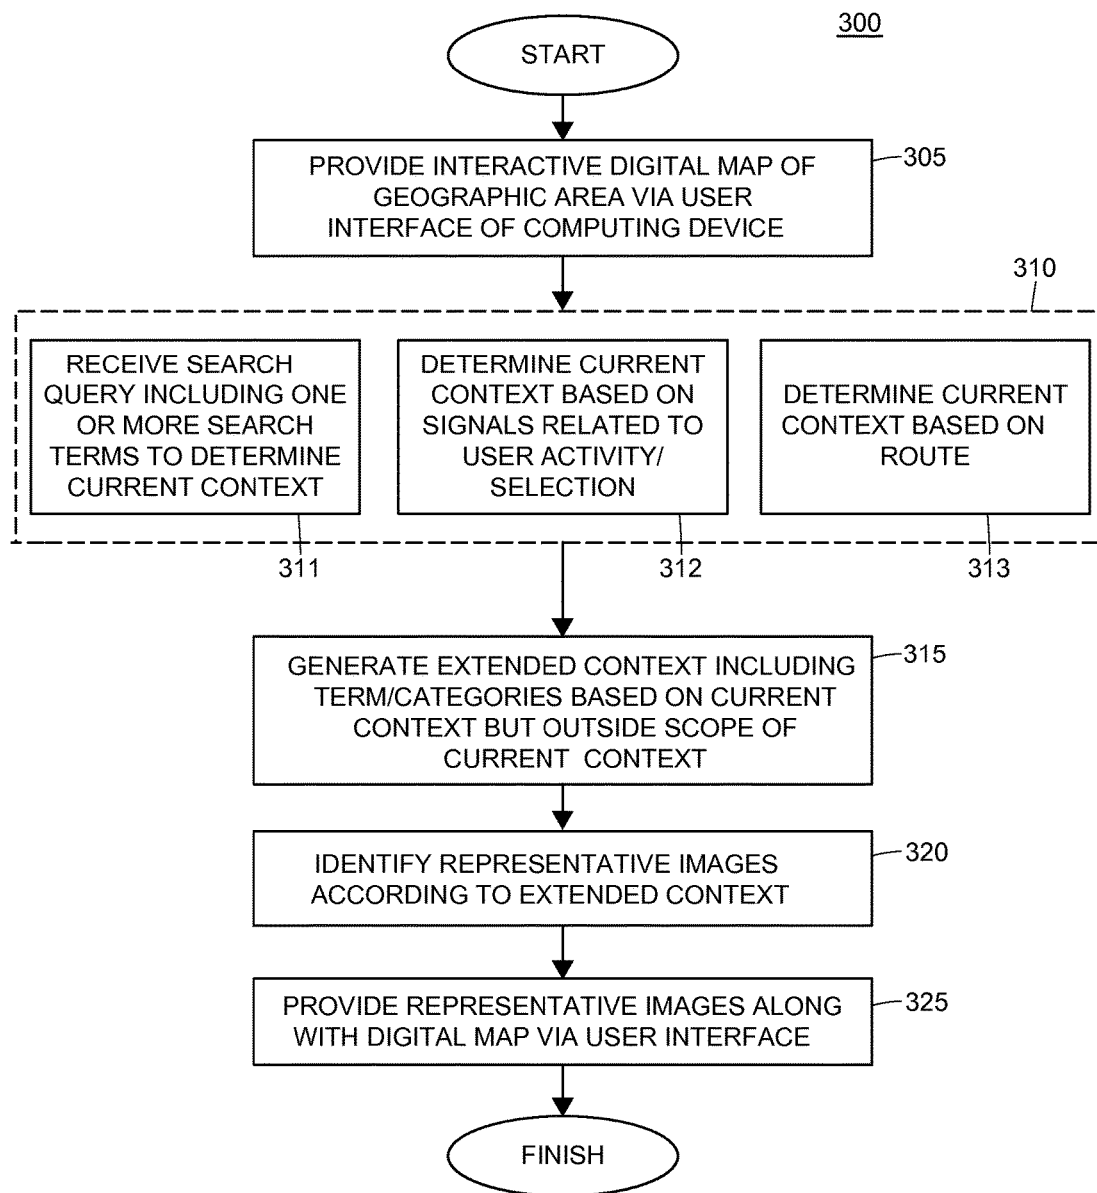 300
START
PROVIDE INTERACTIVE DIGITAL MAP OF
GEOGRAPHIC AREA VIA USER
INTERFACE OF COMPUTING DEVICE
305
310
RECEIVE SEARCH
QUERY INCLUDING ONE
OR MORE SEARCH
TERMS TO DETERMINE
CURRENT CONTEXT
311
DETERMINE CURRENT
CONTEXT BASED ON
SIGNALS RELATED TO
USER ACTIVITY/
SELECTION
312
DETERMINE CURRENT
CONTEXT BASED ON
ROUTE
313
GENERATE EXTENDED CONTEXT INCLUDING
TERM/CATEGORIES BASED ON CURRENT
CONTEXT BUT OUTSIDE SCOPE OF
CURRENT CONTEXT
315
IDENTIFY REPRESENTATIVE IMAGES
ACCORDING TO EXTENDED CONTEXT
320
PROVIDE REPRESENTATIVE IMAGES ALONG
WITH DIGITAL MAP VIA USER INTERFACE
325
FINISH